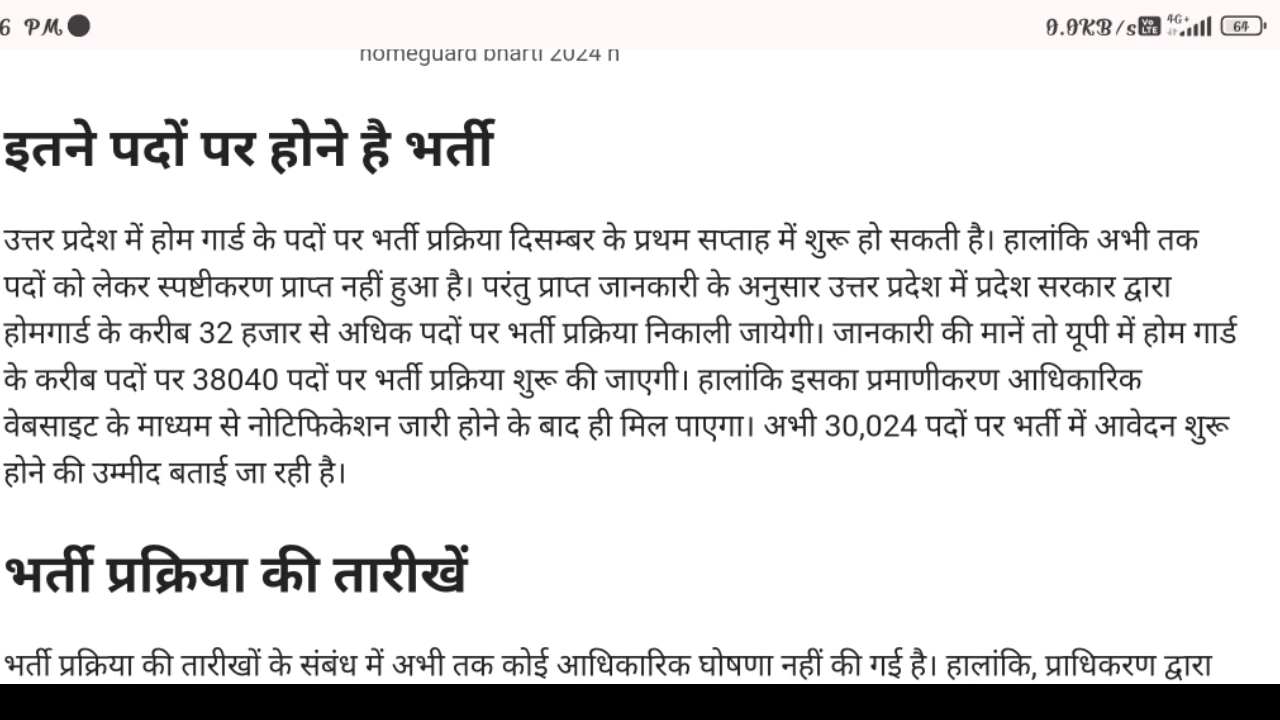 6 PM
0.0KB/s Vo LTE 4G+ 64
homeguard bharti 2024 n
इतने पदों पर होने है भर्ती
उत्तर प्रदेश में होम गार्ड के पदों पर भर्ती प्रक्रिया दिसम्बर के प्रथम सप्ताह में शुरू हो सकती है। हालांकि अभी तक
पदों को लेकर स्पष्टीकरण प्राप्त नहीं हुआ है। परंतु प्राप्त जानकारी के अनुसार उत्तर प्रदेश में प्रदेश सरकार द्वारा
होमगार्ड के करीब 32 हजार से अधिक पदों पर भर्ती प्रक्रिया निकाली जायेगी। जानकारी की मानें तो यूपी में होम गार्ड
के करीब पदों पर 38040 पदों पर भर्ती प्रक्रिया शुरू की जाएगी। हालांकि इसका प्रमाणीकरण आधिकारिक
वेबसाइट के माध्यम से नोटिफिकेशन जारी होने के बाद ही मिल पाएगा। अभी 30,024 पदों पर भर्ती में आवेदन शुरू
होने की उम्मीद बताई जा रही है।
भर्ती प्रक्रिया की तारीखें
भर्ती प्रक्रिया की तारीखों के संबंध में अभी तक कोई आधिकारिक घोषणा नहीं की गई है। हालांकि, प्राधिकरण द्वारा